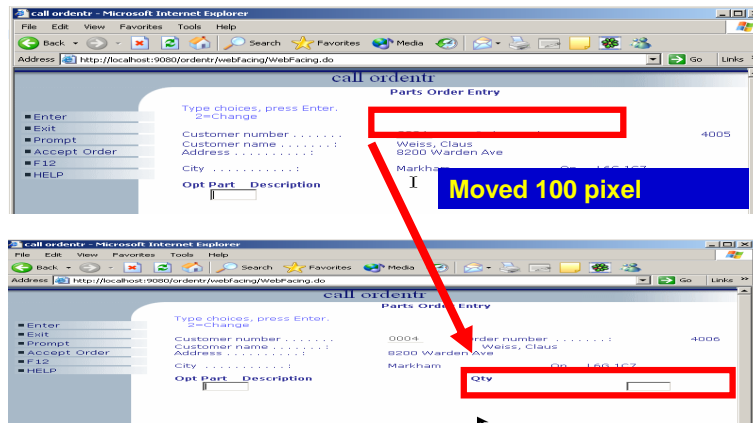 call ordentr - Microsoft Internet Explorer
File Edit View Favorites Tools Help
Back Search Favorites Media
Address http://localhost:9080/ordentr/webfacing/WebFacing.do Go Links
call ordentr
Parts Order Entry
Type choices, press Enter.
2=Change
Enter
Exit
Prompt
Accept Order
F12
HELP
Customer number . . . . . . . 4005
Customer name . . . . . . . : Weiss, Claus
Address . . . . . . . . . . : 8200 Warden Ave
City . . . . . . . . . . . : Markham On L6G 1C7
Opt Part Description
Moved 100 pixel
call ordentr - Microsoft Internet Explorer
File Edit View Favorites Tools Help
Back Search Favorites Media
Address http://localhost:9080/ordentr/webfacing/WebFacing.do Go Links
call ordentr
Parts Order Entry
Type choices, press Enter.
2=Change
Enter
Exit
Prompt
Accept Order
F12
HELP
Customer number . . . . . . . 0004 Order number . . . . . . . . : 4006
Customer name . . . . . . . : Weiss, Claus
Address . . . . . . . . . . : 8200 Warden Ave
City . . . . . . . . . . . : Markham On L6G 1C7
Opt Part Description Qty